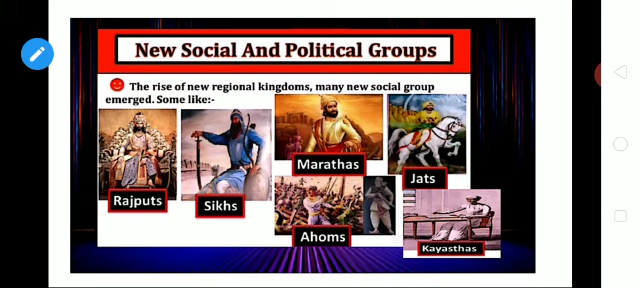 New Social And Political Groups
The rise of new regional kingdoms, many new social group
emerged. Some like:-
Marathas
Jats
Rajputs
Sikhs
Ahoms
Kayasthas